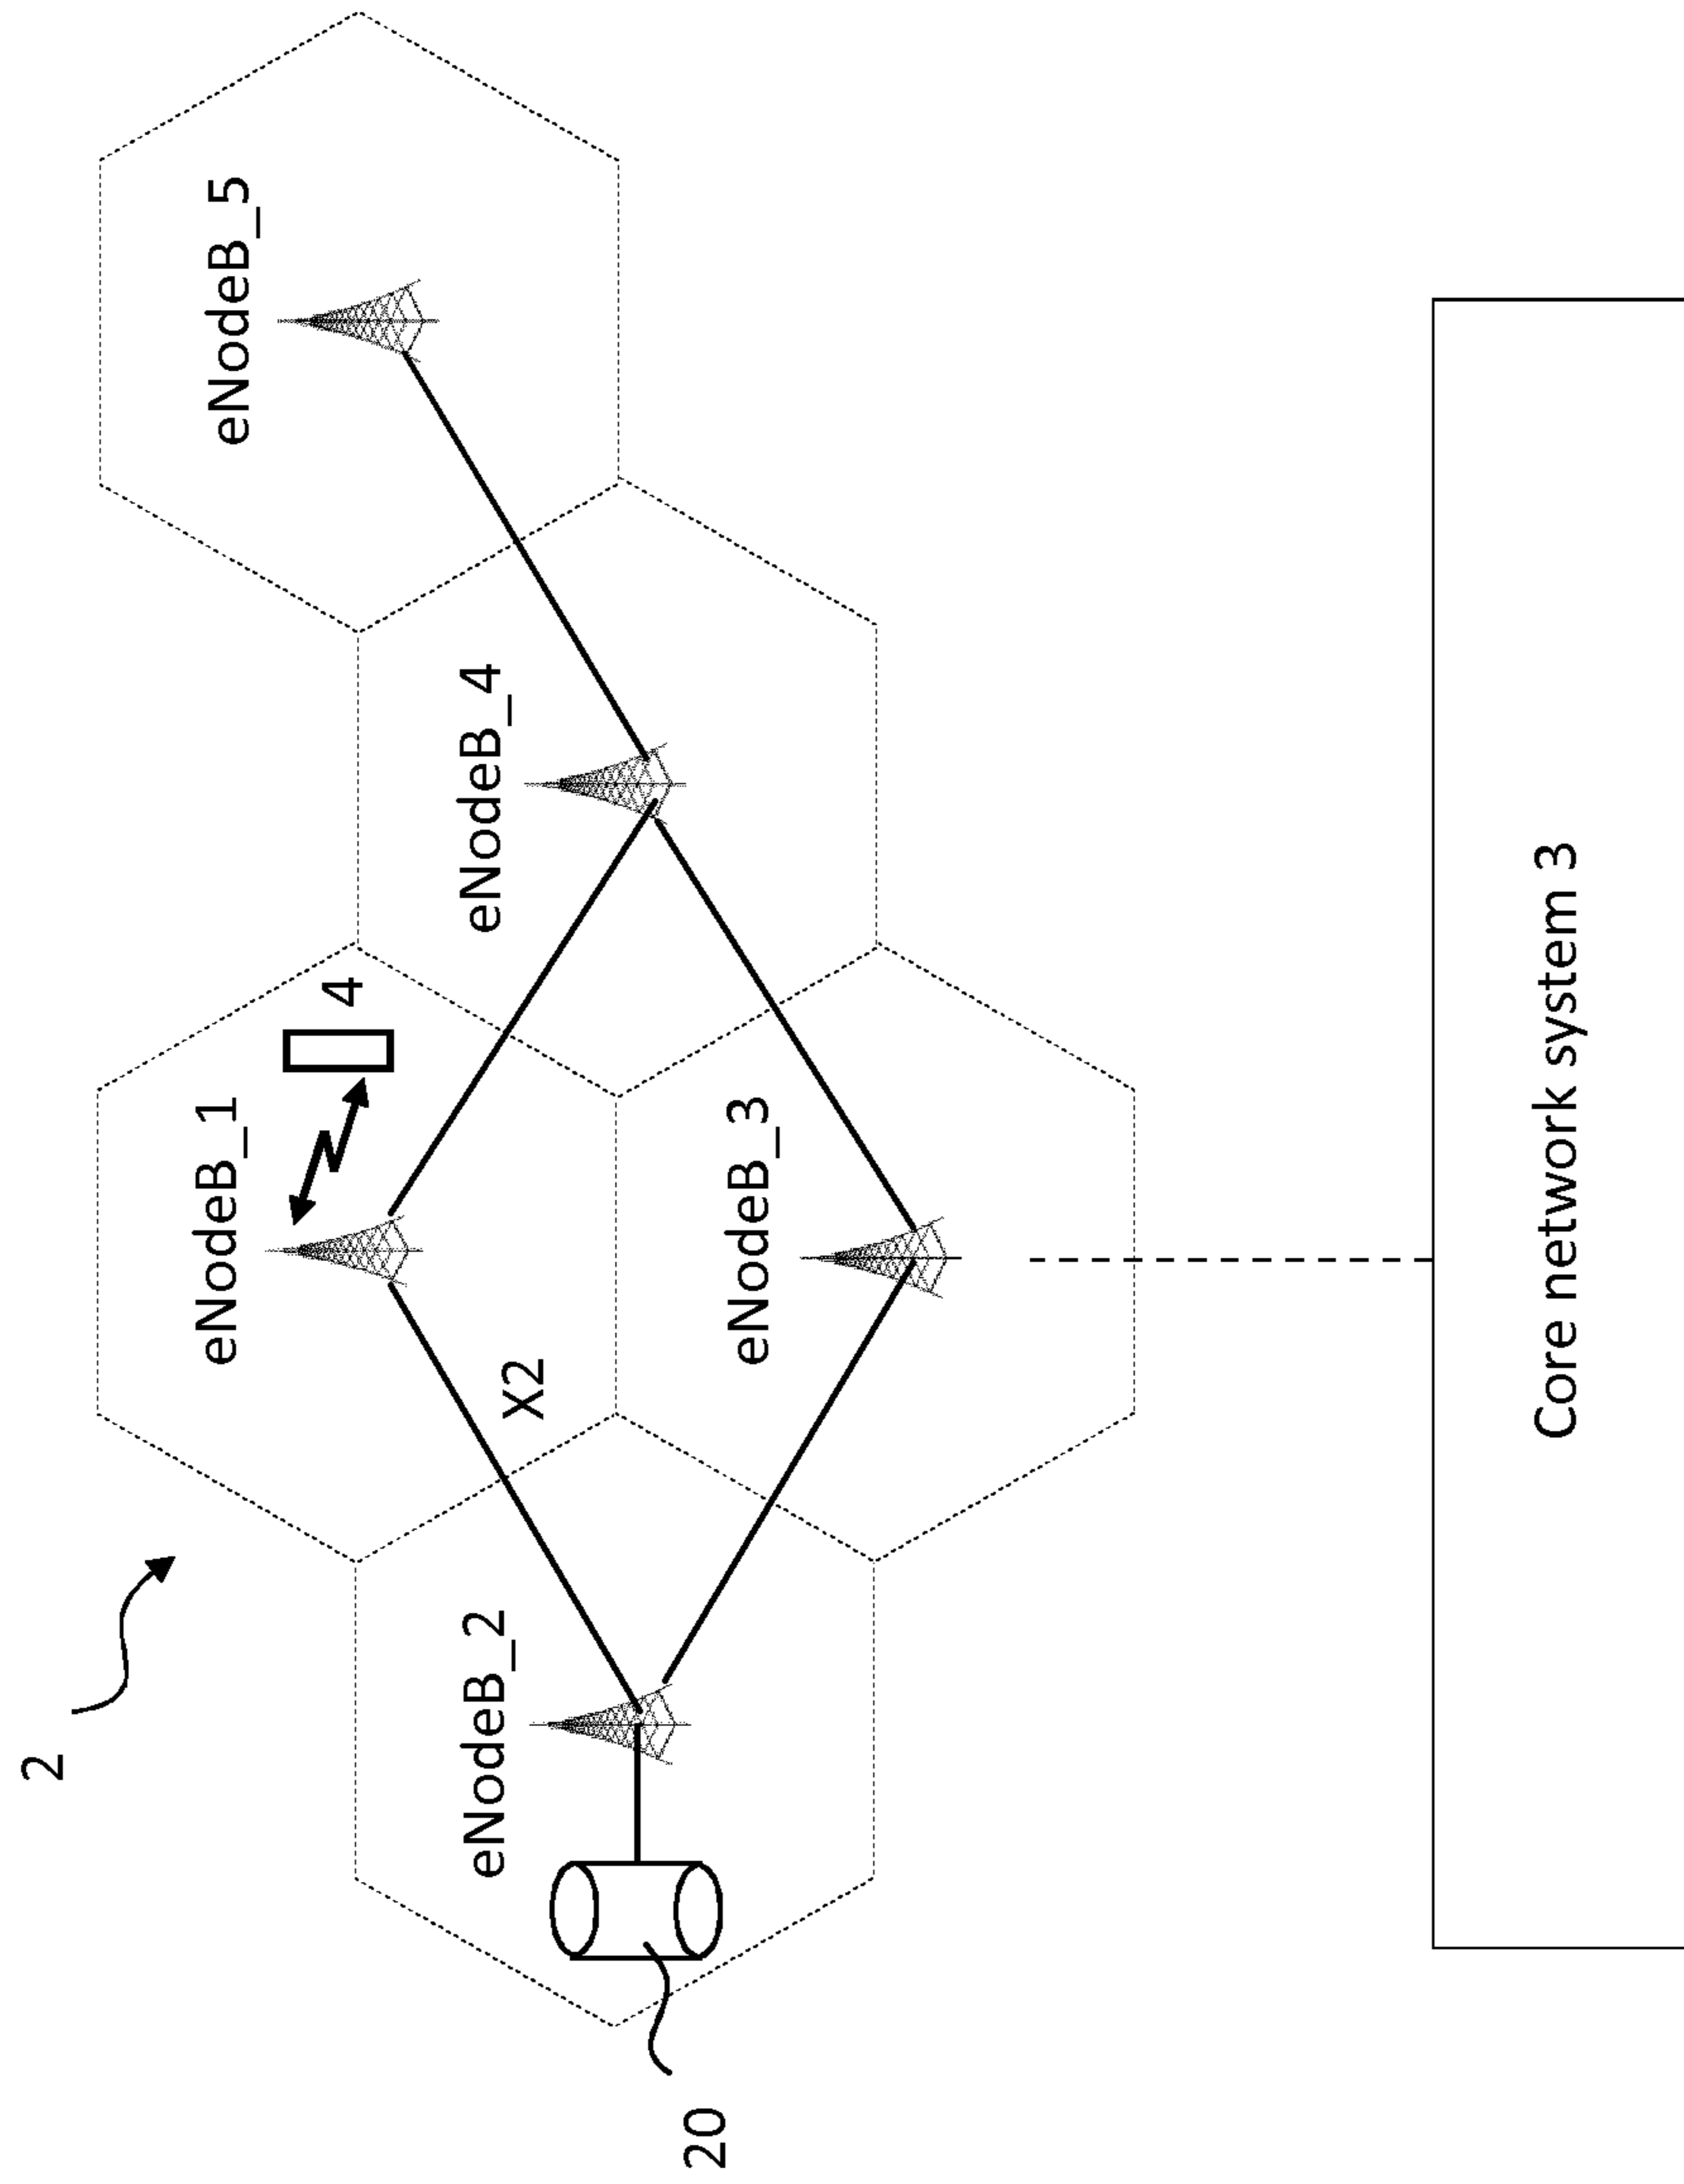 2
eNodeB_1
4
eNodeB_5
eNodeB_2
X2
eNodeB_4
20
eNodeB_3
Core network system 3